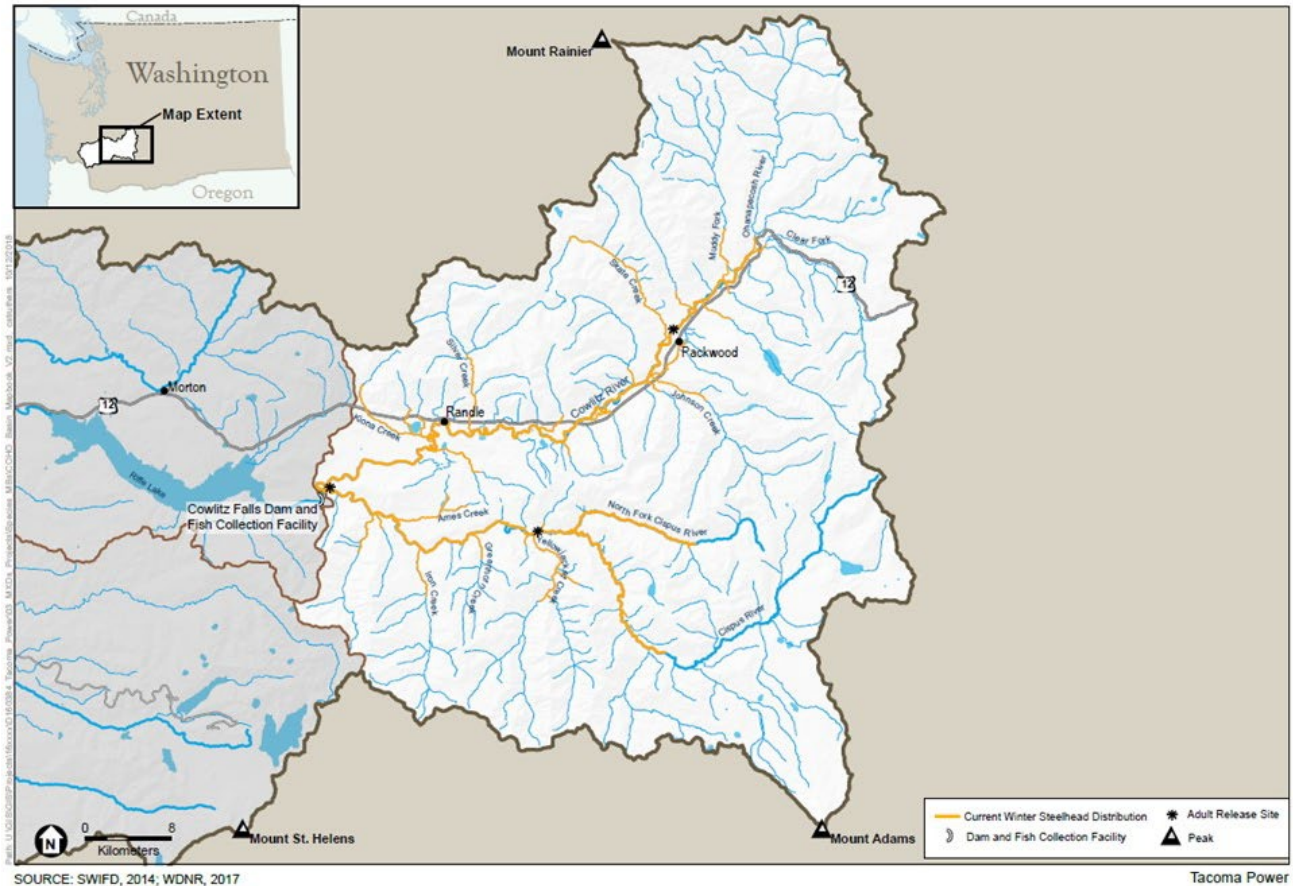 Canada
Washington
Map Extent
Oregon
Mount Rainier
Ohanapecosh River
Muddy Fork
Clear Fork
12
Skate Creek
Packwood
Silver Creek
Morton
12
Cowlitz River
Johnson Creek
Randle
Kiona Creek
Riffe Lake
Cowlitz Falls Dam and
Fish Collection Facility
Ames Creek
North Fork Cispus River
Yellowjacket Creek
Greenhorn Creek
Iron Creek
Cispus River
N
0 8
Kilometers
Mount St. Helens
Mount Adams
Current Winter Steelhead Distribution
Adult Release Site
Dam and Fish Collection Facility
Peak
SOURCE: SWIFD, 2014; WDNR, 2017
Tacoma Power